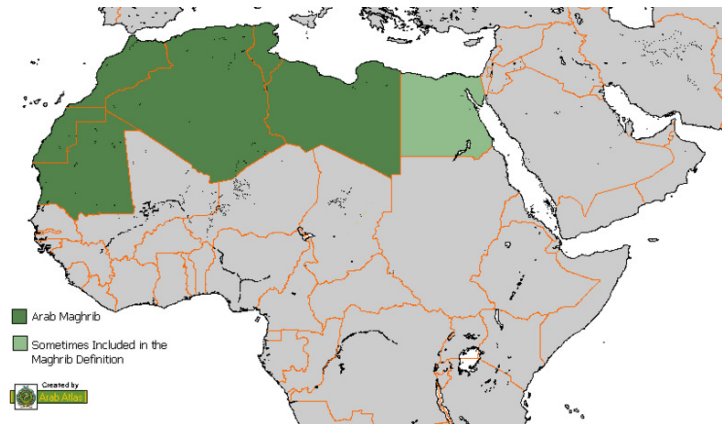 Arab Maghrib
Sometimes Included in the
Maghrib Definition
Created by
Arab Atlas